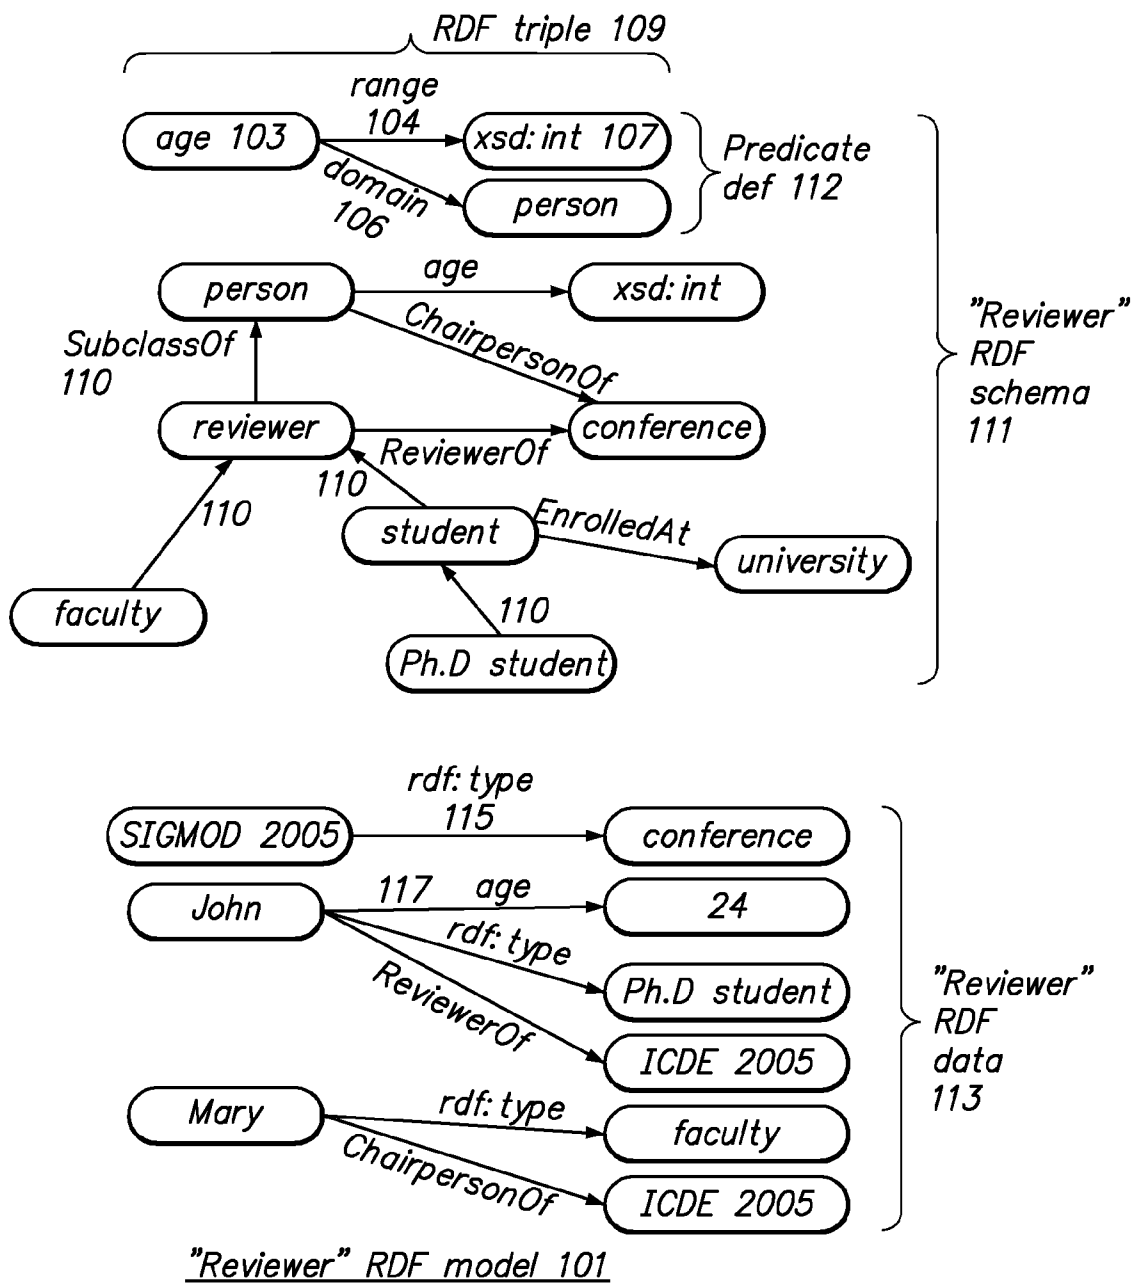 RDF triple 109
range
104
age 103
xsd: int 107
domain
106
person
Predicate
def 112
person
age
xsd: int
ChairpersonOf
SubclassOf
110
reviewer
ReviewerOf
conference
110
110
student
EnrolledAt
university
faculty
110
Ph.D student
"Reviewer"
RDF
schema
111
rdf: type
115
SIGMOD 2005
conference
John
117
age
24
rdf: type
Ph.D student
ReviewerOf
ICDE 2005
Mary
rdf: type
faculty
ChairpersonOf
ICDE 2005
"Reviewer"
RDF
data
113
"Reviewer" RDF model 101